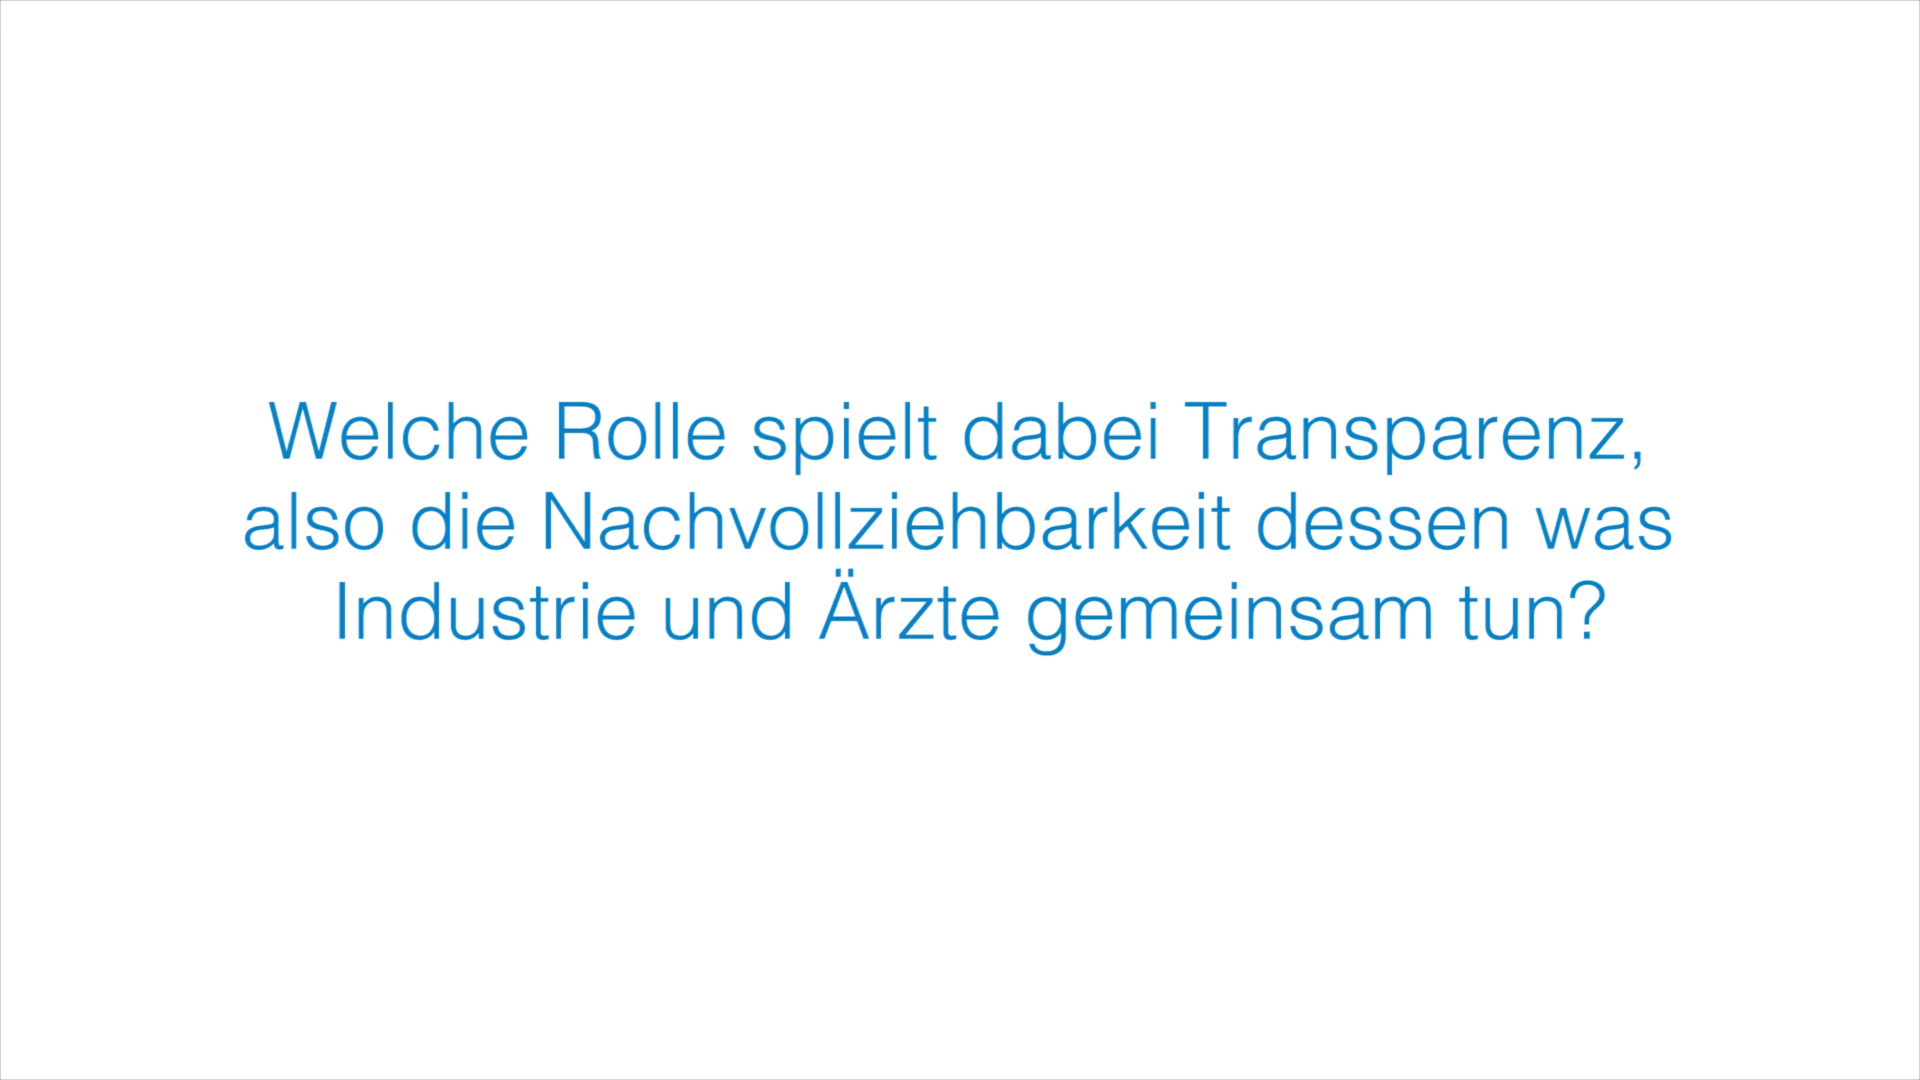 Welche Rolle spielt dabei Transparenz,
also die Nachvollziehbarkeit dessen was
Industrie und Ärzte gemeinsam tun?